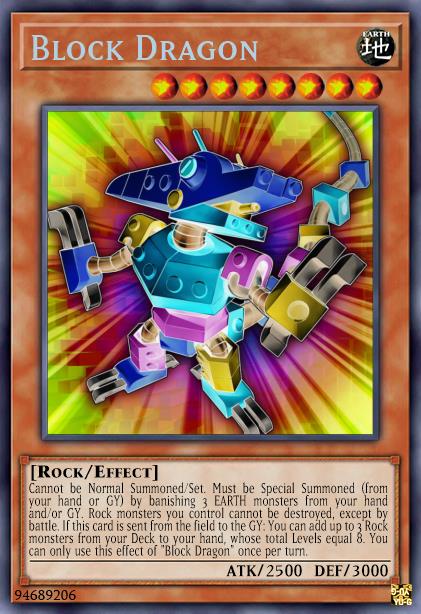 BLOCK DRAGON
EARTH
地
[ROCK/EFFECT]
Cannot be Normal Summoned/Set. Must be Special Summoned (from
your hand or GY) by banishing 3 EARTH monsters from your hand
and/or GY. Rock monsters you control cannot be destroyed, except by
battle. If this card is sent from the field to the GY: You can add up to 3 Rock
monsters from your Deck to your hand, whose total Levels equal 8. You can
only use this effect of "Block Dragon" once per turn.
ATK/2500 DEF/3000
94689206